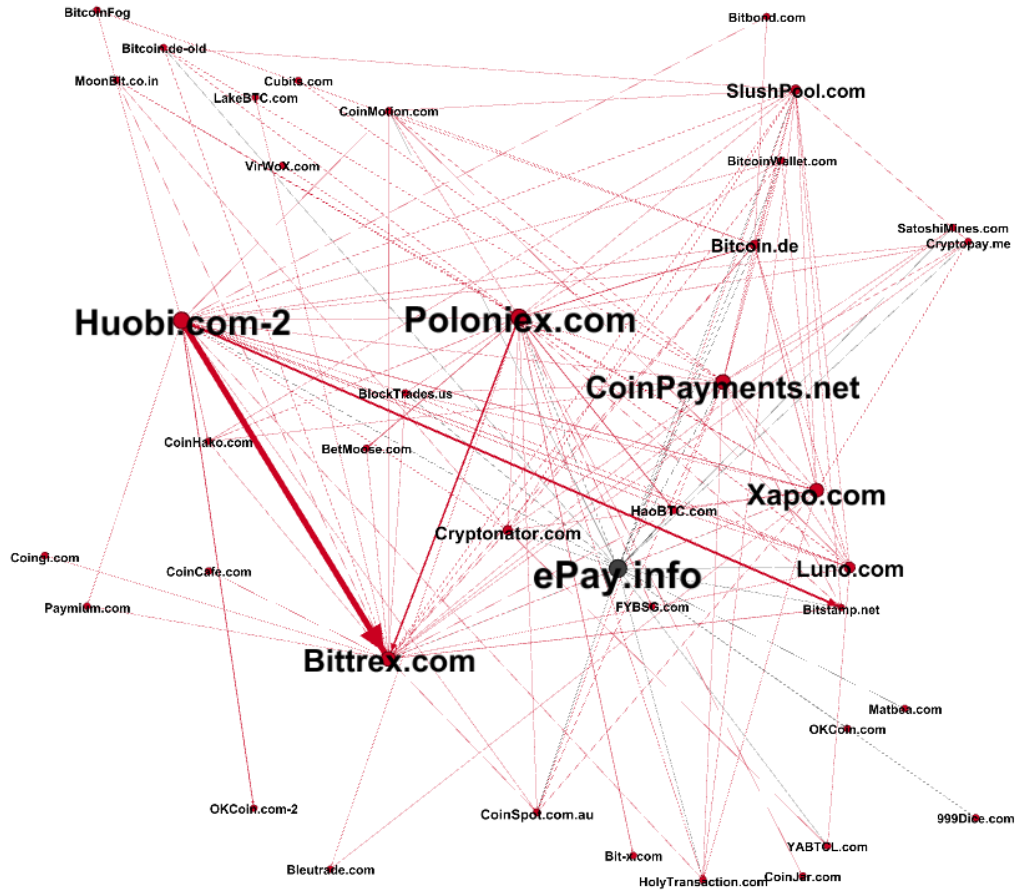 BitcoinFog
Bitbond.com
Bitcoin.de-old
MoonBit.co.in
Cubits.com
LakeBTC.com
CoinMotion.com
SlushPool.com
VirWoX.com
BitcoinWallet.com
SatoshiMines.com
Bitcoin.de
Cryptopay.me
Huobi.com-2
Poloniex.com
CoinPayments.net
BlockTrades.us
CoinHako.com
BetMoose.com
Xapo.com
HaoBTC.com
Cryptonator.com
Coingi.com
CoinCafe.com
ePay.info
Luno.com
Paymium.com
FYBSG.com
Bitstamp.net
Bittrex.com
Matbea.com
OKCoin.com
OKCoin.com-2
CoinSpot.com.au
999Dice.com
YABTCL.com
Bit-x.com
Bleutrade.com
HolyTransaction.com
CoinJar.com